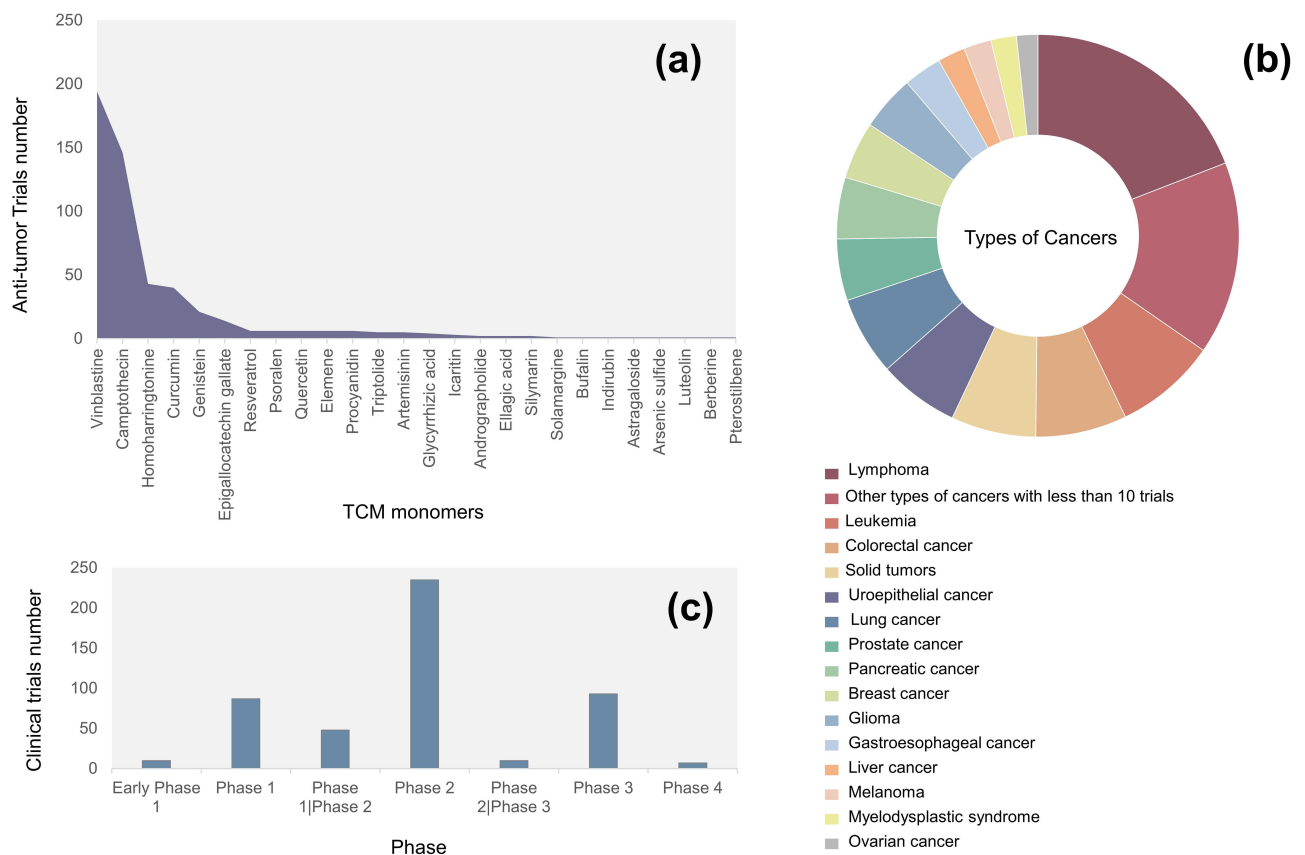 (a)
Anti-tumor Trials number
250
200
150
100
50
0
Vinblastine
Camptothecin
Homoharringtonine
Curcumin
Genistein
Epigallocatechin gallate
Resveratrol
Psoralen
Quercetin
Elemene
Procyanidin
Triptolide
Artemisinin
Glycyrrhizic acid
Icaritin
Andrographolide
Ellagic acid
Silymarin
Solamargine
Bufalin
Indirubin
Astragaloside
Arsenic sulfide
Luteolin
Berberine
Pterostilbene
TCM monomers
(b)
Types of Cancers
Lymphoma
Other types of cancers with less than 10 trials
Leukemia
Colorectal cancer
Solid tumors
Uroepithelial cancer
Lung cancer
Prostate cancer
Pancreatic cancer
Breast cancer
Glioma
Gastroesophageal cancer
Liver cancer
Melanoma
Myelodysplastic syndrome
Ovarian cancer
(c)
Clinical trials number
250
200
150
100
50
0
Early Phase
1
Phase 1
Phase
1|Phase 2
Phase 2
Phase
2|Phase 3
Phase 3
Phase 4
Phase